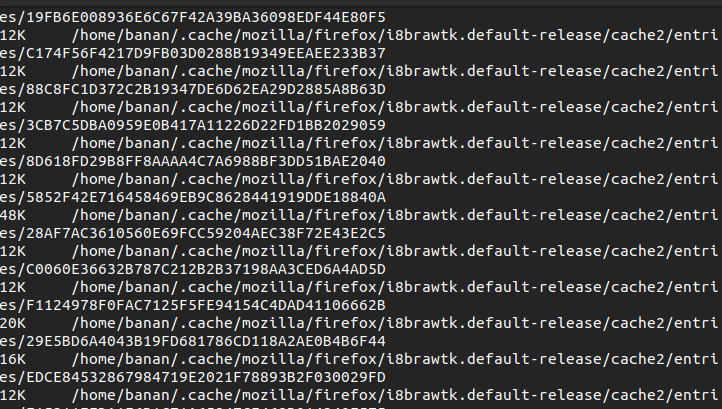 es/19FB6E008936E6C67F42A39BA36098EDF44E80F5
12K /home/banan/.cache/mozilla/firefox/i8brawtk.default-release/cache2/entri
es/C174F56F4217D9FB03D0288B19349EEAEE233B37
12K /home/banan/.cache/mozilla/firefox/i8brawtk.default-release/cache2/entri
es/88C8FC1D372C2B19347DE6D62EA29D2885A8B63D
12K /home/banan/.cache/mozilla/firefox/i8brawtk.default-release/cache2/entri
es/3CB7C5DBA0959E0B417A11226D22FD1BB2029059
12K /home/banan/.cache/mozilla/firefox/i8brawtk.default-release/cache2/entri
es/8D618FD29B8FF8AAAA4C7A6988BF3DD51BAE2040
12K /home/banan/.cache/mozilla/firefox/i8brawtk.default-release/cache2/entri
es/5852F42E716458469EB9C8628441919DDE18840A
48K /home/banan/.cache/mozilla/firefox/i8brawtk.default-release/cache2/entri
es/28AF7AC3610560E69FCC59204AEC38F72E43E2C5
12K /home/banan/.cache/mozilla/firefox/i8brawtk.default-release/cache2/entri
es/C0060E36632B787C212B2B37198AA3CED6A4AD5D
12K /home/banan/.cache/mozilla/firefox/i8brawtk.default-release/cache2/entri
es/F1124978F0FAC7125F5FE94154C4DAD41106662B
20K /home/banan/.cache/mozilla/firefox/i8brawtk.default-release/cache2/entri
es/29E5BD6A4043B19FD681786CD118A2AE0B4B6F44
16K /home/banan/.cache/mozilla/firefox/i8brawtk.default-release/cache2/entri
es/EDCE84532867984719E2021F78893B2F030029FD
12K /home/banan/.cache/mozilla/firefox/i8brawtk.default-release/cache2/entri